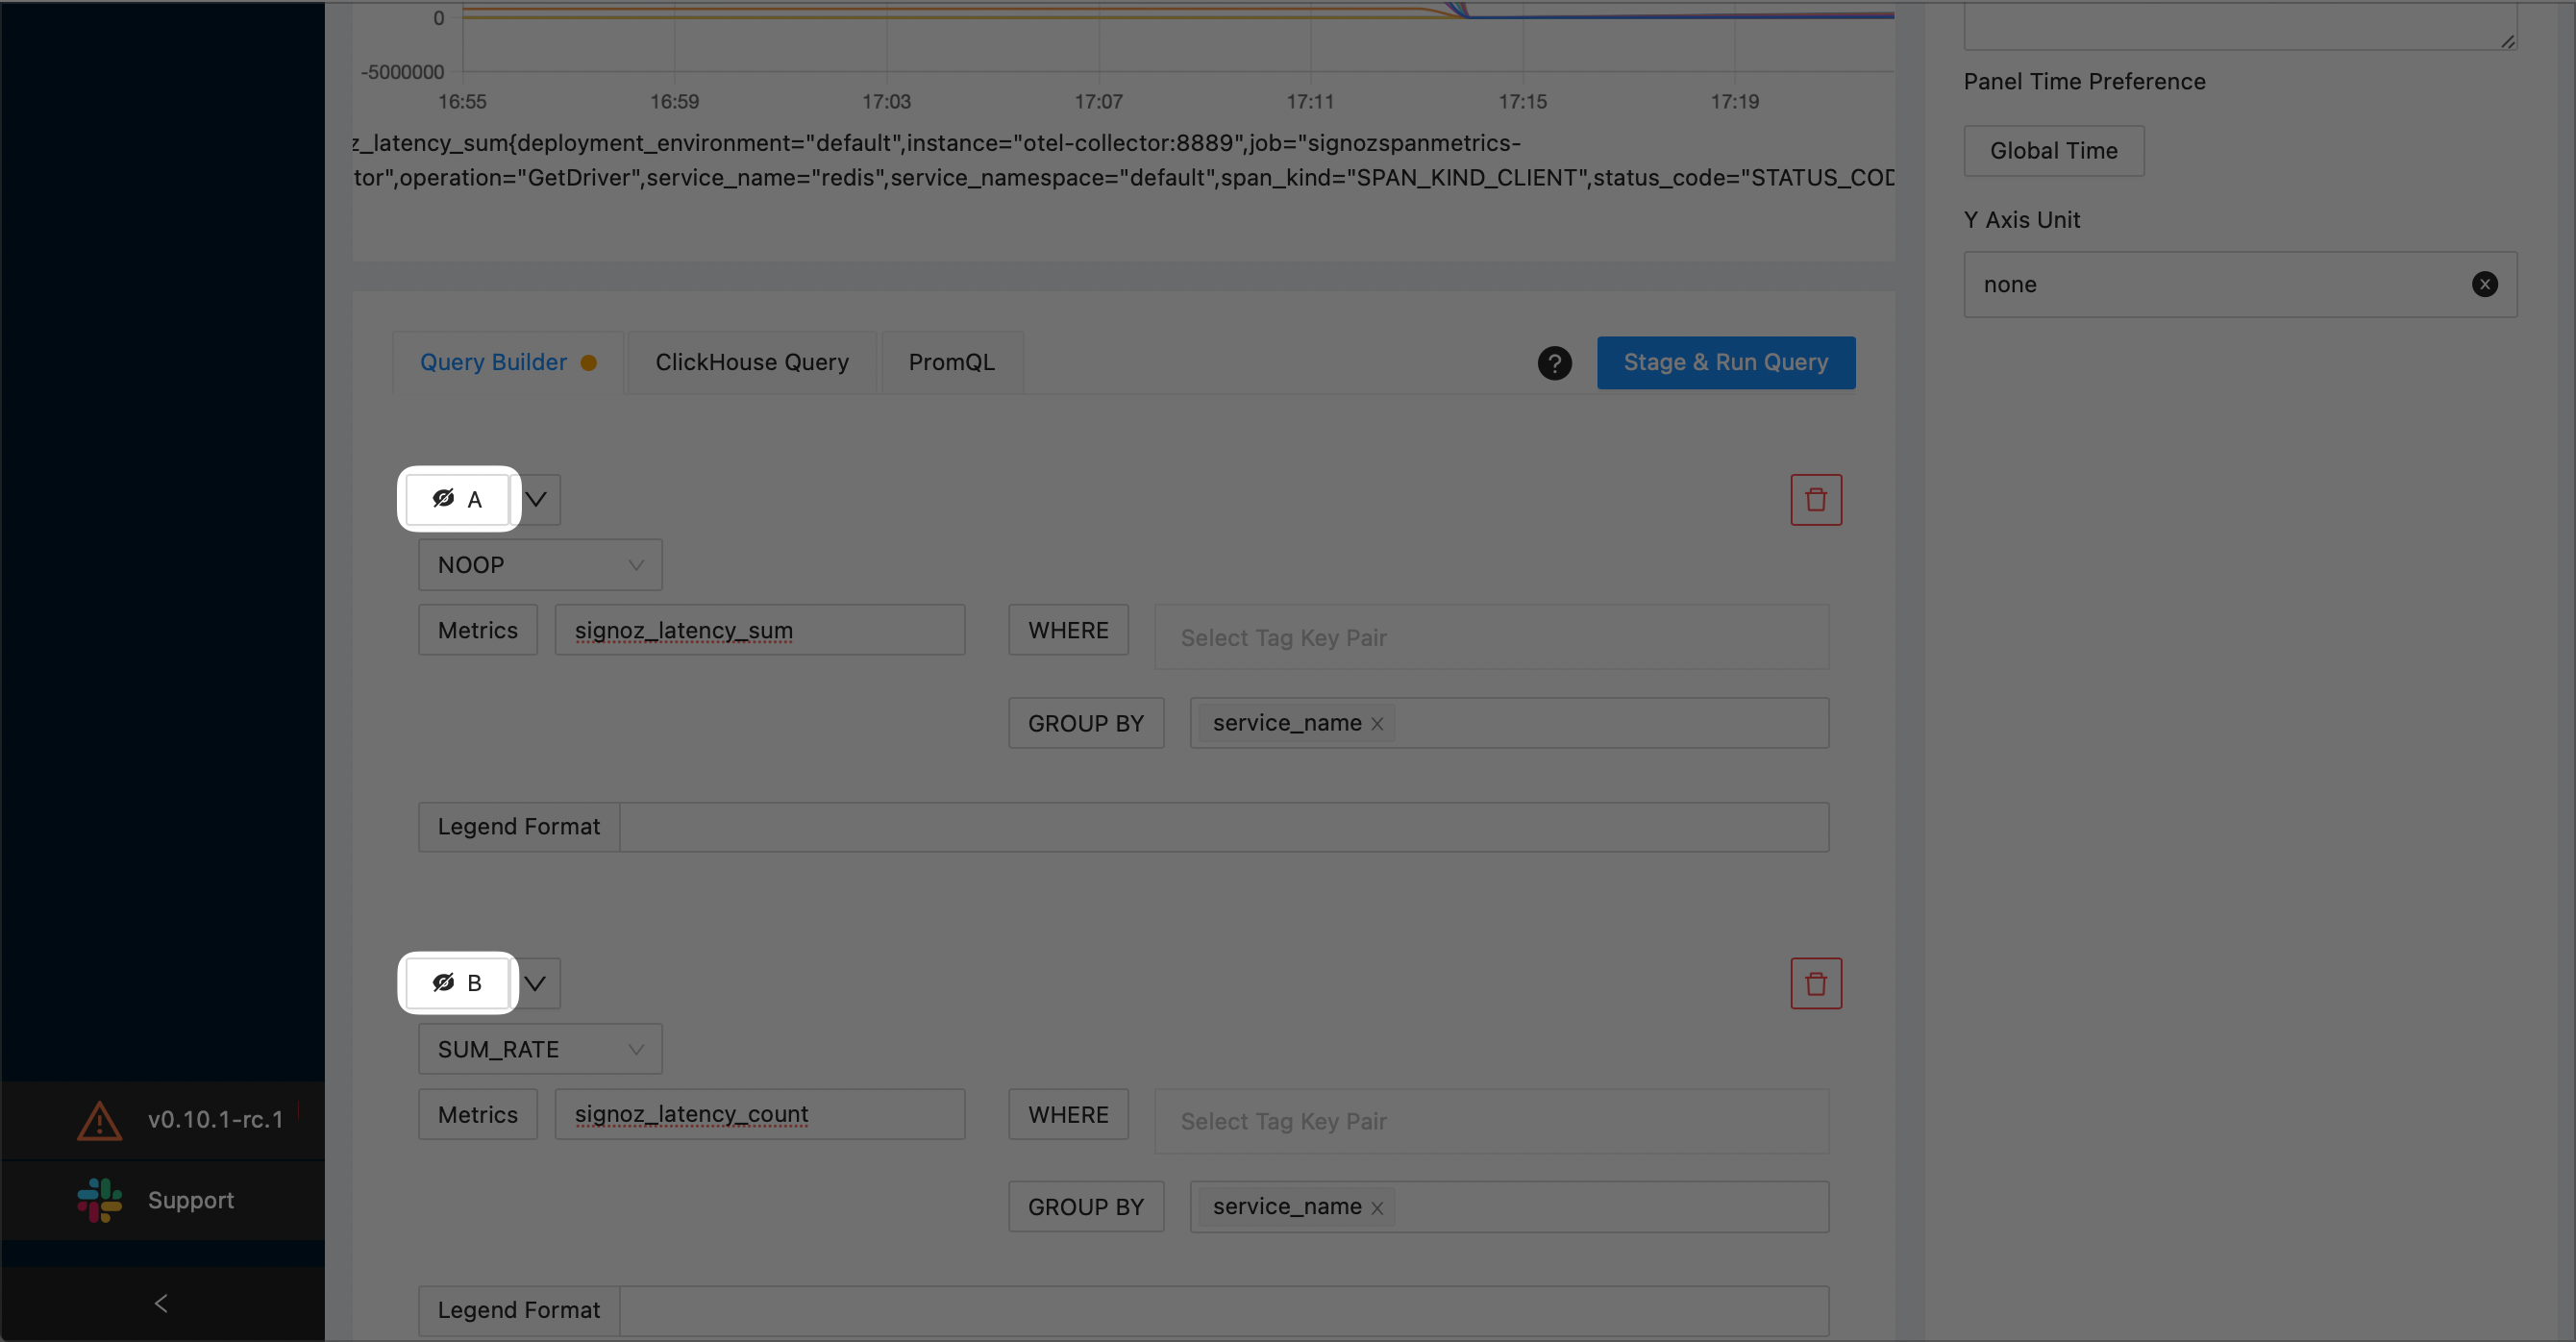 0
-5000000
16:55 16:59 17:03 17:07 17:11 17:15 17:19
z_latency_sum{deployment_environment="default",instance="otel-collector:8889",job="signozspanmetrics-
tor",operation="GetDriver",service_name="redis",service_namespace="default",span_kind="SPAN_KIND_CLIENT",status_code="STATUS_COD
Panel Time Preference
Global Time
Y Axis Unit
none
Query Builder ClickHouse Query PromQL ? Stage & Run Query
A
NOOP
Metrics signoz_latency_sum WHERE Select Tag Key Pair
GROUP BY service_name
Legend Format
B
SUM_RATE
Metrics signoz_latency_count WHERE Select Tag Key Pair
GROUP BY service_name
Legend Format
v0.10.1-rc.1
Support